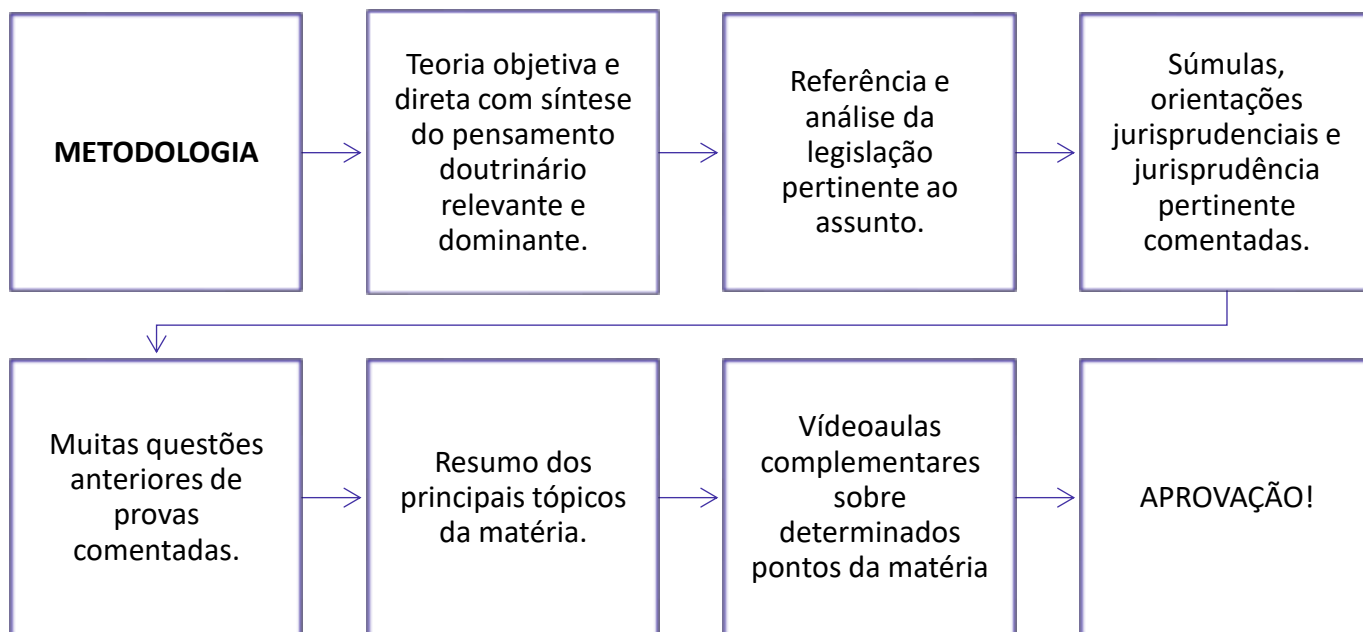 METODOLOGIA
Teoria objetiva e
direta com síntese
do pensamento
doutrinário
relevante e
dominante.
Referência e
análise da
legislação
pertinente ao
assunto.
Súmulas,
orientações
jurisprudenciais e
jurisprudência
pertinente
comentadas.
Muitas questões
anteriores de
provas
comentadas.
Resumo dos
principais tópicos
da matéria.
Vídeoaulas
complementares
sobre
determinados
pontos da matéria
APROVAÇÃO!